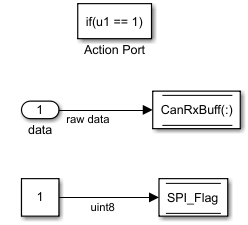 if(u1 == 1)
Action Port
1
data
raw data
CanRxBuff(:)
1
uint8
SPI_Flag